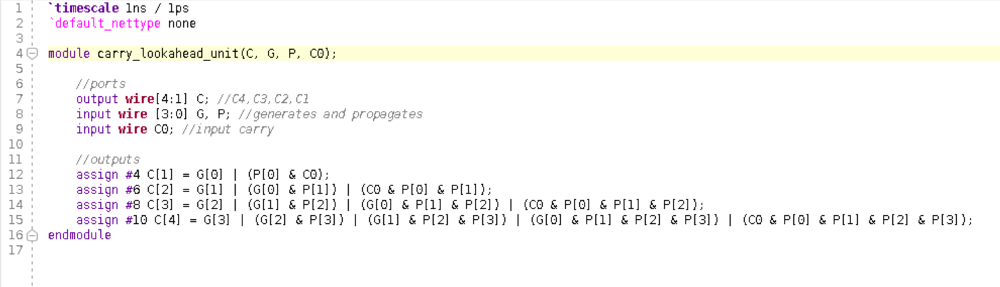 1 `timescale 1ns / 1ps
2 `default_nettype none
3
4 module carry_lookahead_unit(C, G, P, C0);
5
6 //ports
7 output wire[4:1] C; //C4,C3,C2,C1
8 input wire [3:0] G, P; //generates and propagates
9 input wire C0; //input carry
10
11 //outputs
12 assign #4 C[1] = G[0] | (P[0] & C0);
13 assign #6 C[2] = G[1] | (G[0] & P[1]) | (C0 & P[0] & P[1]);
14 assign #8 C[3] = G[2] | (G[1] & P[2]) | (G[0] & P[1] & P[2]) | (C0 & P[0] & P[1] & P[2]);
15 assign #10 C[4] = G[3] | (G[2] & P[3]) | (G[1] & P[2] & P[3]) | (G[0] & P[1] & P[2] & P[3]) | (C0 & P[0] & P[1] & P[2] & P[3]);
16 endmodule
17